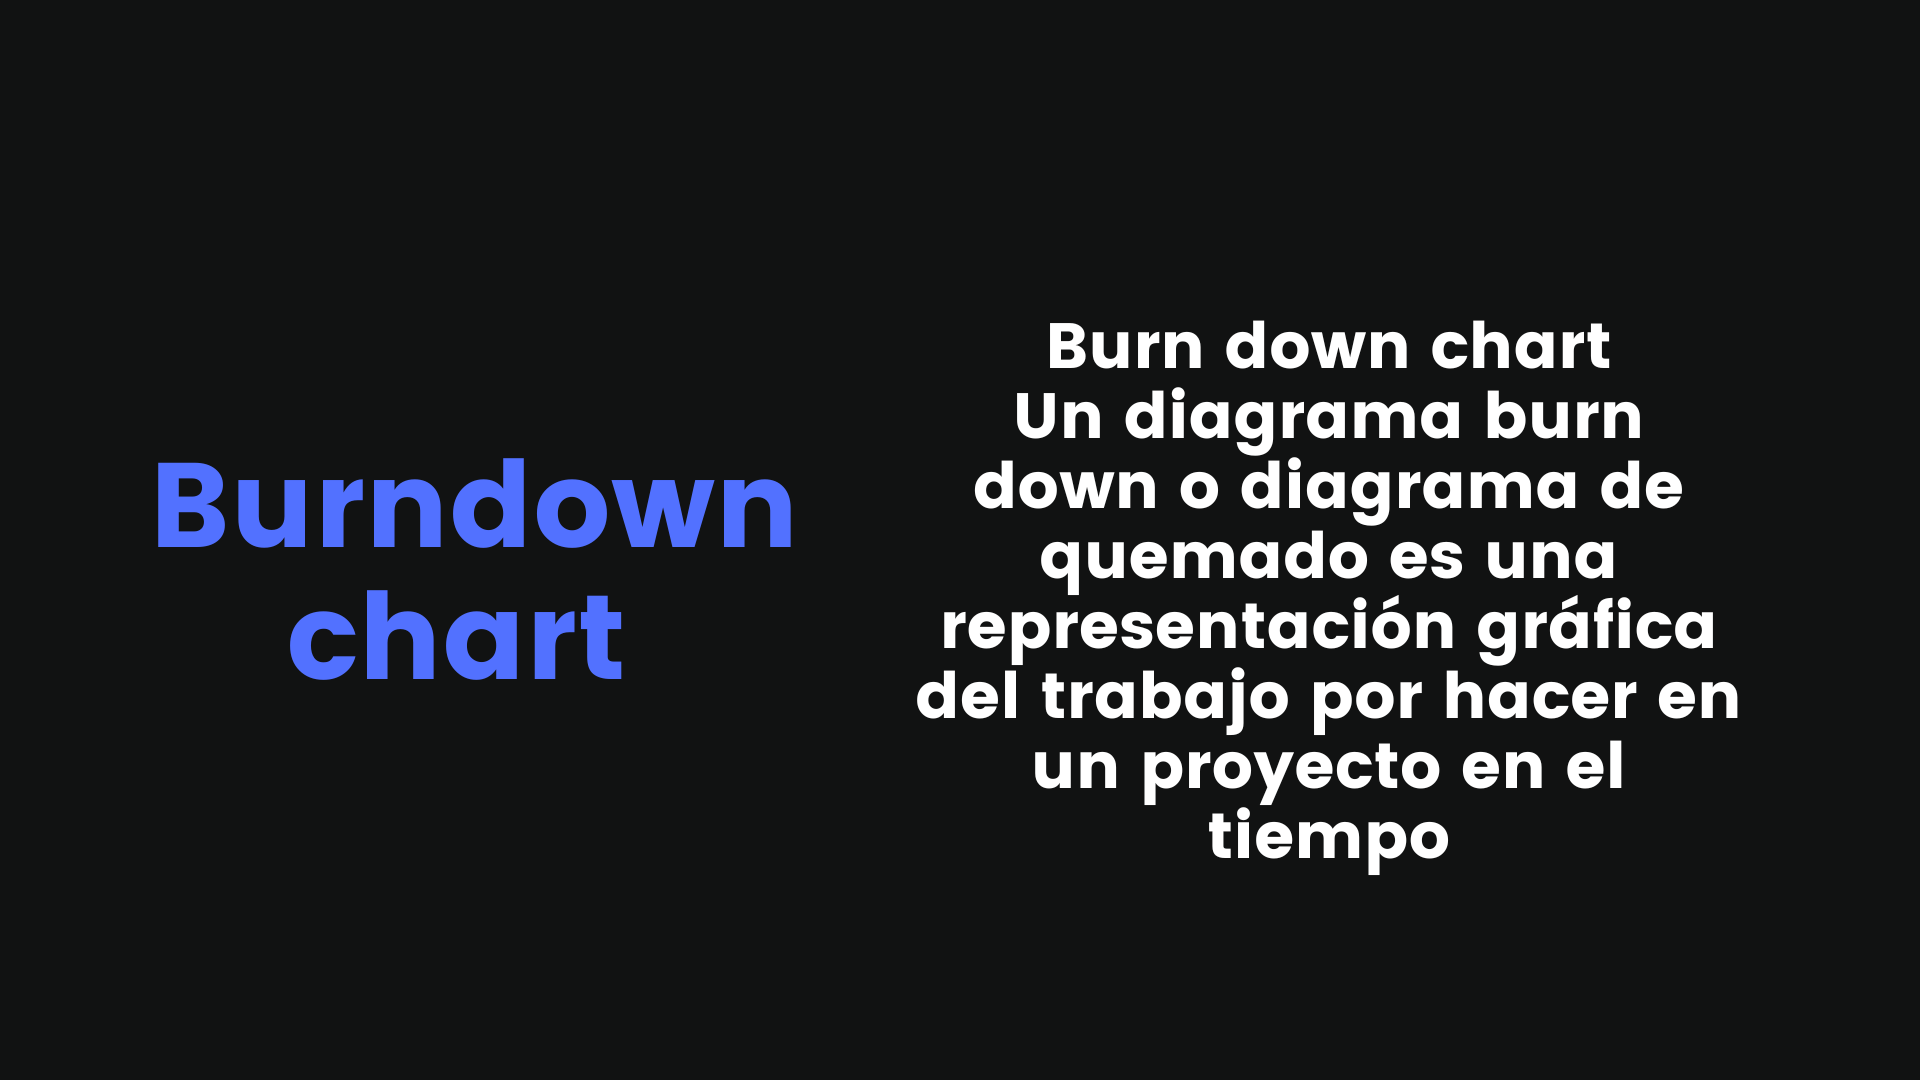 Burndown
chart
Burn down chart
Un diagrama burn
down o diagrama de
quemado es una
representación gráfica
del trabajo por hacer en
un proyecto en el
tiempo